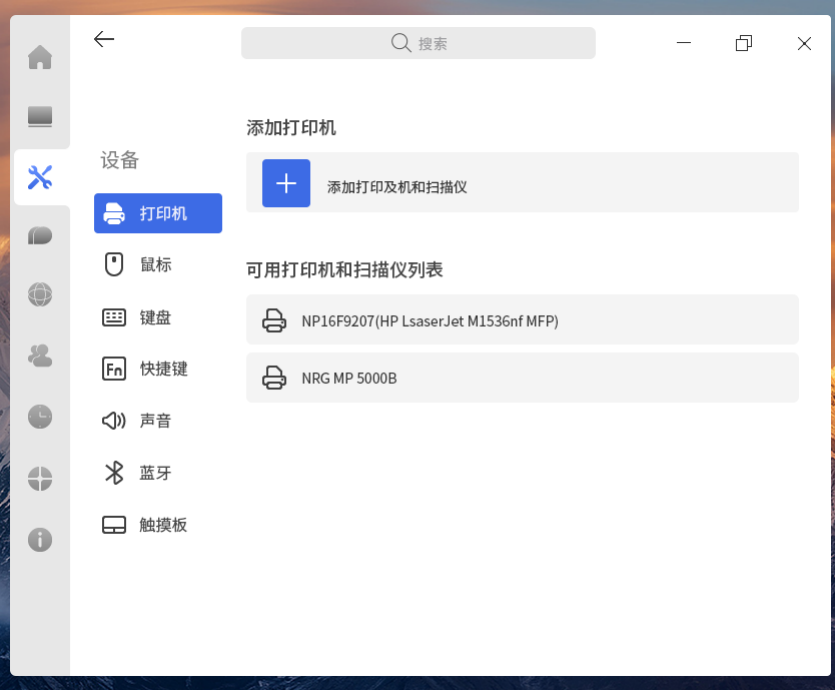 搜索
设备
打印机
鼠标
键盘
Fn 快捷键
声音
蓝牙
触摸板
添加打印机
添加打印及机和扫描仪
可用打印机和扫描仪列表
NP16F9207(HP LsaserJet M1536nf MFP)
NRG MP 5000B